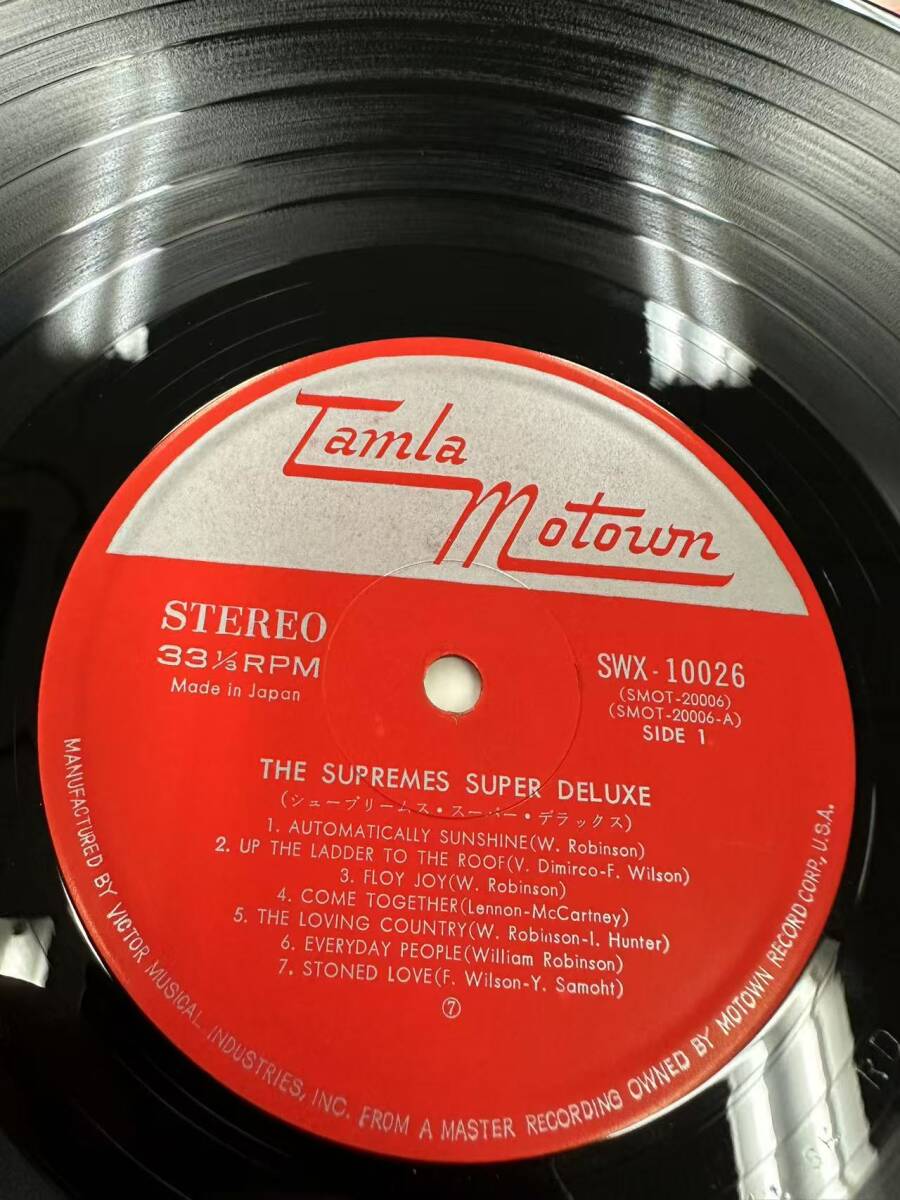 Tamla
Motown
STEREO
33 1/3 RPM
Made in Japan
SWX-10026
(SMOT-20006)
(SMOT-20006-A)
SIDE 1
THE SUPREMES SUPER DELUXE
(シュープリームス・スーパー・デラックス)
1. AUTOMATICALLY SUNSHINE(W. Robinson)
2. UP THE LADDER TO THE ROOF(V. Dimirco-F. Wilson)
3. FLOY JOY(W. Robinson)
4. COME TOGETHER(Lennon-McCartney)
5. THE LOVING COUNTRY(W. Robinson-I. Hunter)
6. EVERYDAY PEOPLE(William Robinson)
7. STONED LOVE(F. Wilson-Y. Samoht)
⑦
MANUFACTURED BY VICTOR MUSICAL INDUSTRIES, INC. FROM A MASTER RECORDING OWNED BY MOTOWN RECORD CORP., U.S.A.